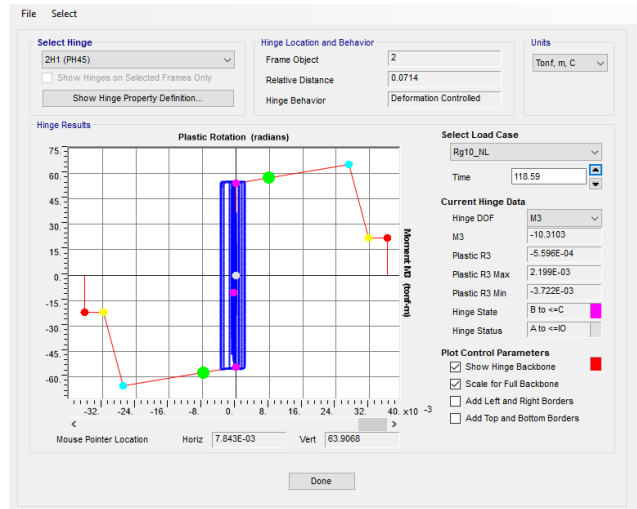 File Select
Select Hinge
2H1 (PH45)
Show Hinges on Selected Frames Only
Show Hinge Property Definition...
Hinge Location and Behavior
Frame Object 2
Relative Distance 0.0714
Hinge Behavior Deformation Controlled
Units
Tonf, m, C
Hinge Results
Plastic Rotation (radians)
75.
60.
45.
30.
15.
0.
-15.
-30.
-45.
-60.
-32. -24. -16. -8. 0. 8. 16. 24. 32. 40. x10 -3
Moment M3 (tonf-m)
< >
Mouse Pointer Location Horiz 7.843E-03 Vert 63.9068
Select Load Case
Rg10_NL
Time 118.59
Current Hinge Data
Hinge DOF M3
M3 -10.3103
Plastic R3 -5.596E-04
Plastic R3 Max 2.199E-03
Plastic R3 Min -3.722E-03
Hinge State B to <=C
Hinge Status A to <=IO
Plot Control Parameters
Show Hinge Backbone
Scale for Full Backbone
Add Left and Right Borders
Add Top and Bottom Borders
Done